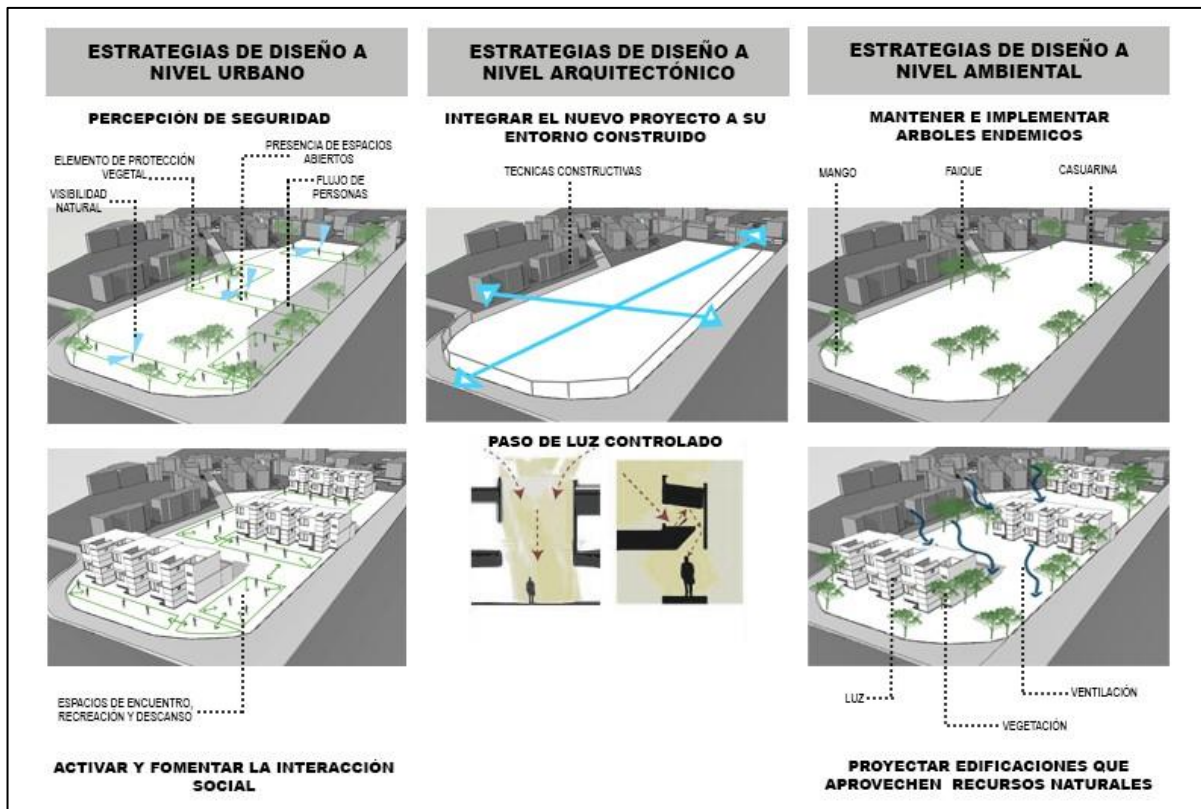 ESTRATEGIAS DE DISEÑO A
NIVEL URBANO
PERCEPCIÓN DE SEGURIDAD
ELEMENTO DE PROTECCIÓN
VEGETAL
PRESENCIA DE ESPACIOS
ABIERTOS
VISIBILIDAD
NATURAL
FLUJO DE
PERSONAS
ESPACIOS DE ENCUENTRO,
RECREACION Y DESCANSO
ACTIVAR Y FOMENTAR LA INTERACCIÓN
SOCIAL
ESTRATEGIAS DE DISEÑO A
NIVEL ARQUITECTÓNICO
INTEGRAR EL NUEVO PROYECTO A SU
ENTORNO CONSTRUIDO
TECNICAS CONSTRUCTIVAS
PASO DE LUZ CONTROLADO
ESTRATEGIAS DE DISEÑO A
NIVEL AMBIENTAL
MANTENER E IMPLEMENTAR
ARBOLES ENDEMICOS
MANGO
FAIQUE
CASUARINA
LUZ
VENTILACIÓN
VEGETACIÓN
PROYECTAR EDIFICACIONES QUE
APROVECHEN RECURSOS NATURALES